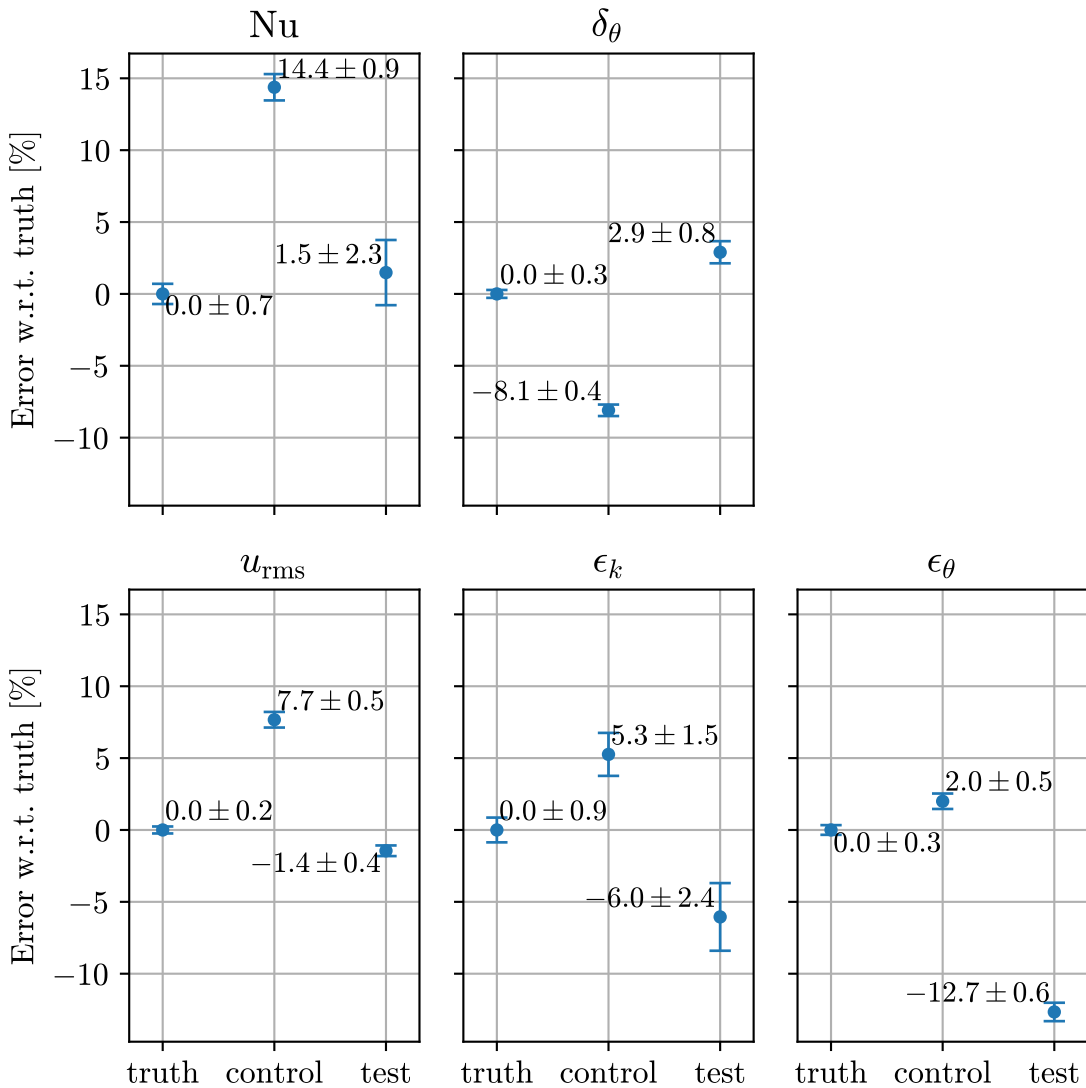 Nu
δθ
Error w.r.t. truth [%]
15
10
5
0
−5
−10
14.4 ± 0.9
1.5 ± 2.3
0.0 ± 0.7
2.9 ± 0.8
0.0 ± 0.3
−8.1 ± 0.4
u rms
ϵk
ϵθ
Error w.r.t. truth [%]
15
10
5
0
−5
−10
7.7 ± 0.5
0.0 ± 0.2
−1.4 ± 0.4
5.3 ± 1.5
0.0 ± 0.9
−6.0 ± 2.4
2.0 ± 0.5
0.0 ± 0.3
−12.7 ± 0.6
truth control test
truth control test
truth control test